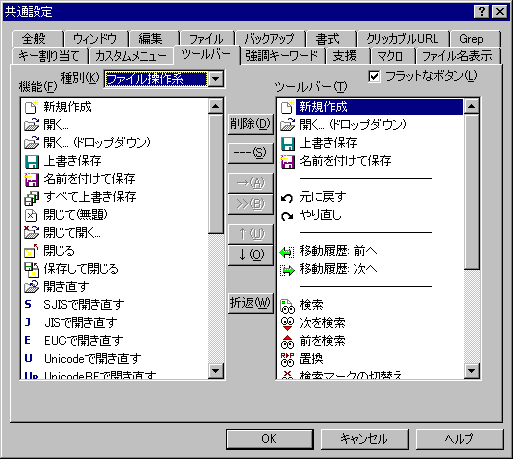 共通設定
全般 ウィンドウ 編集 ファイル バックアップ 書式 クリッカブルURL Grep
キー割り当て カスタムメニュー ツールバー 強調キーワード 支援 マクロ ファイル名表示
種別(K) ファイル操作系
フラットなボタン(L)
機能(F)
新規作成
開く...
開く... (ドロップダウン)
上書き保存
名前を付けて保存
すべて上書き保存
閉じて(無題)
閉じて開く...
閉じる
保存して閉じる
開き直す
S SJISで開き直す
J JISで開き直す
E EUCで開き直す
U Unicodeで開き直す
UB UnicodeBEで開き直す
削除(D)
---(S)
→(A)
>>(B)
↑(U)
↓(O)
折返(W)
ツールバー(T)
新規作成
開く... (ドロップダウン)
上書き保存
名前を付けて保存
元に戻す
やり直し
移動履歴: 前へ
移動履歴: 次へ
検索
次を検索
前を検索
置換
検索マークの切替え
OK キャンセル ヘルプ